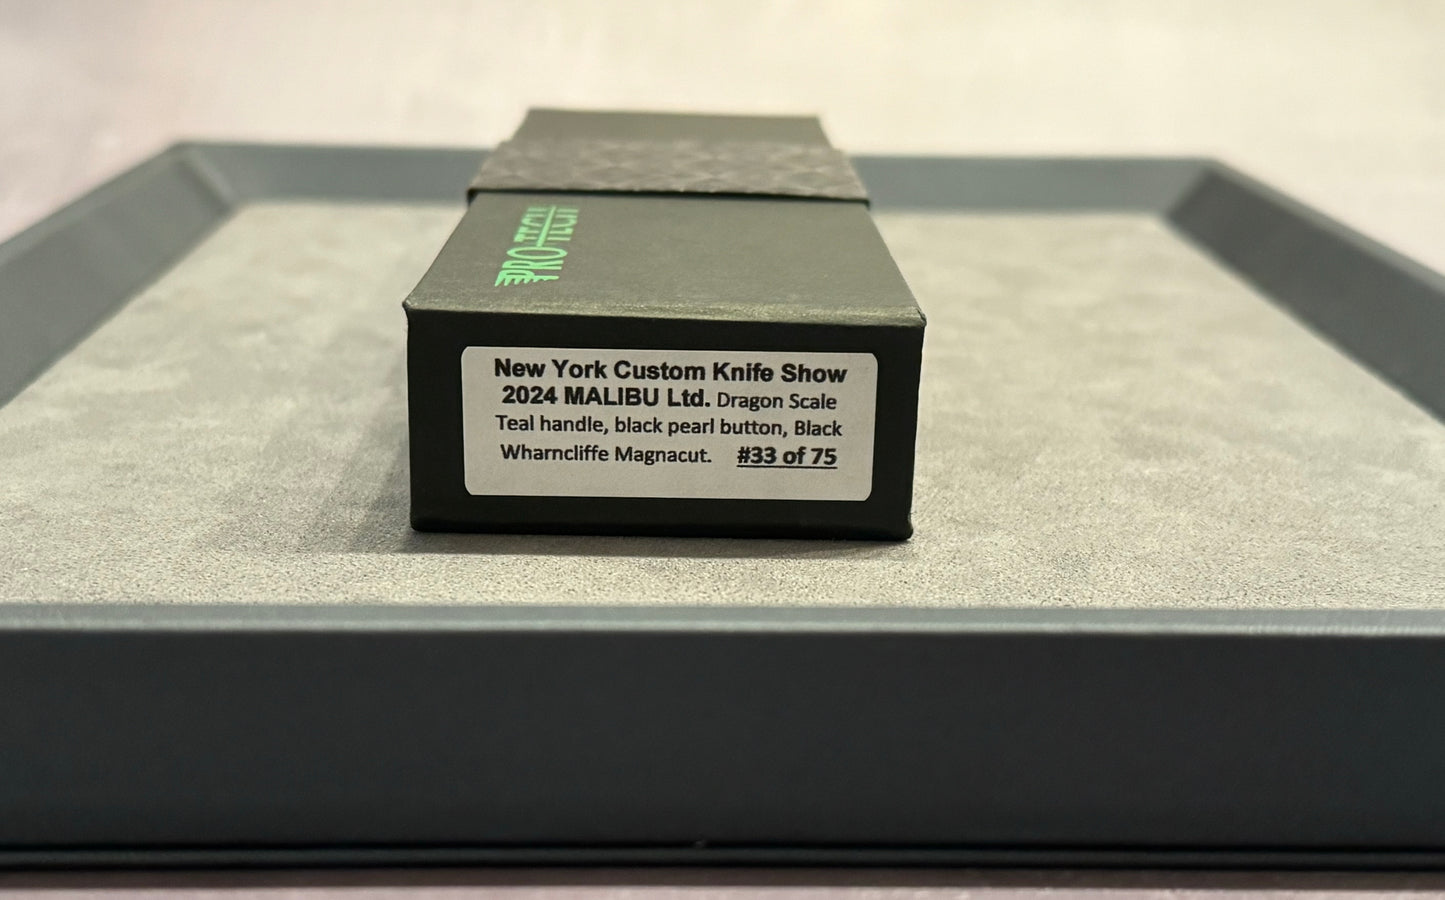 PRO-TECH
New York Custom Knife Show
2024 MALIBU Ltd. Dragon Scale
Teal handle, black pearl button, Black
Wharncliffe Magnacut. #33 of 75